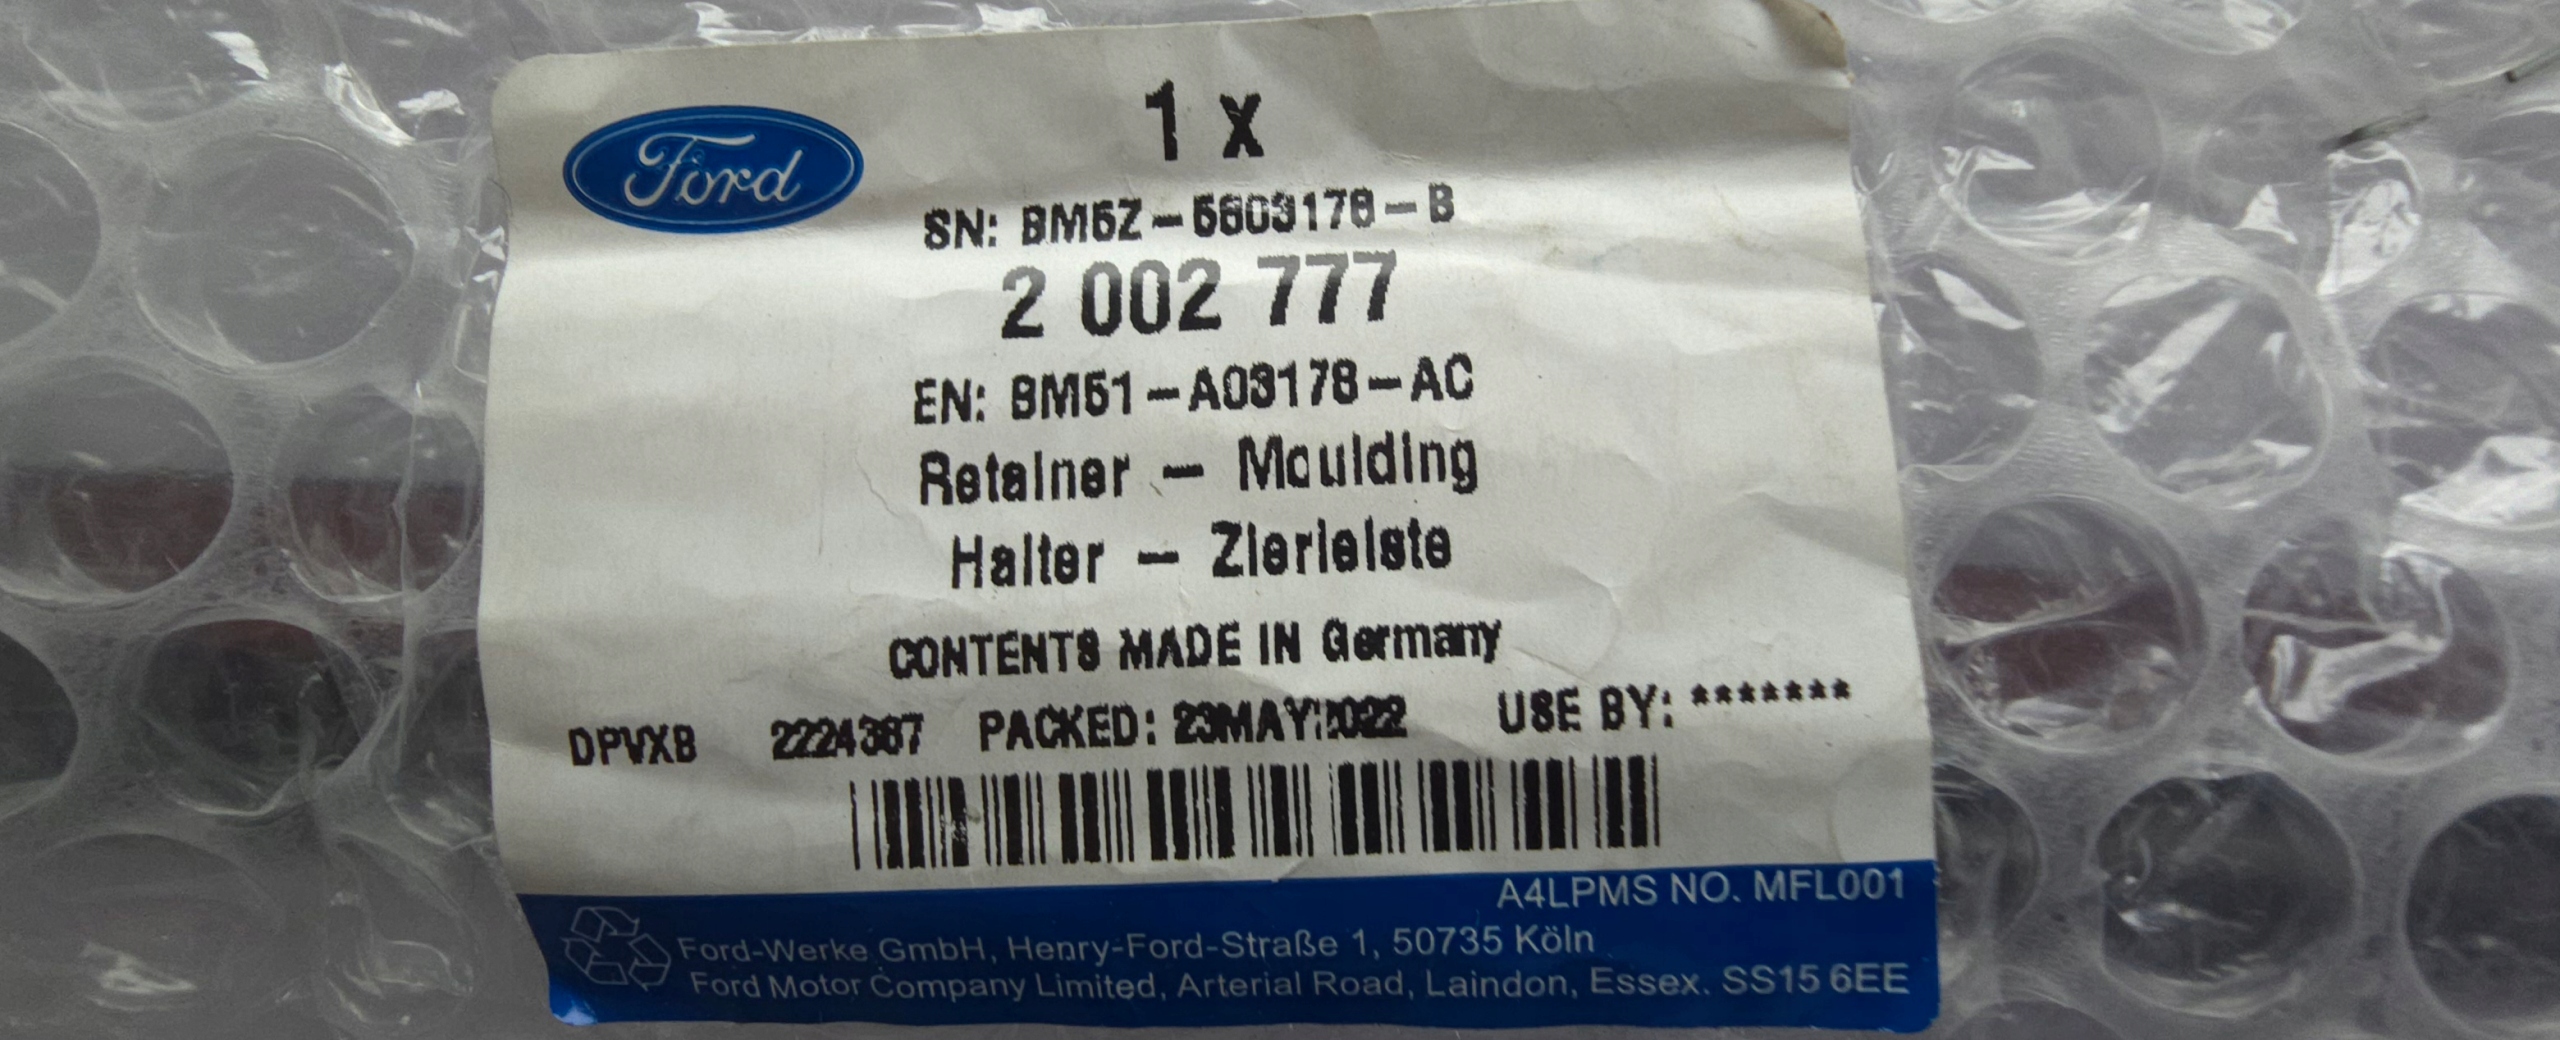 Ford
1 x
SN: BM5Z-5803178-B
2 002 777
EN: BM51-A03178-AC
Retainer - Moulding
Halter - Zierleiste
CONTENTS MADE IN Germany
DPVXB 2224387 PACKED: 23MAY2022 USE BY: *******
A4LPMS NO. MFL001
Ford-Werke GmbH, Henry-Ford-Straße 1, 50735 Köln
Ford Motor Company Limited, Arterial Road, Laindon, Essex. SS15 6EE